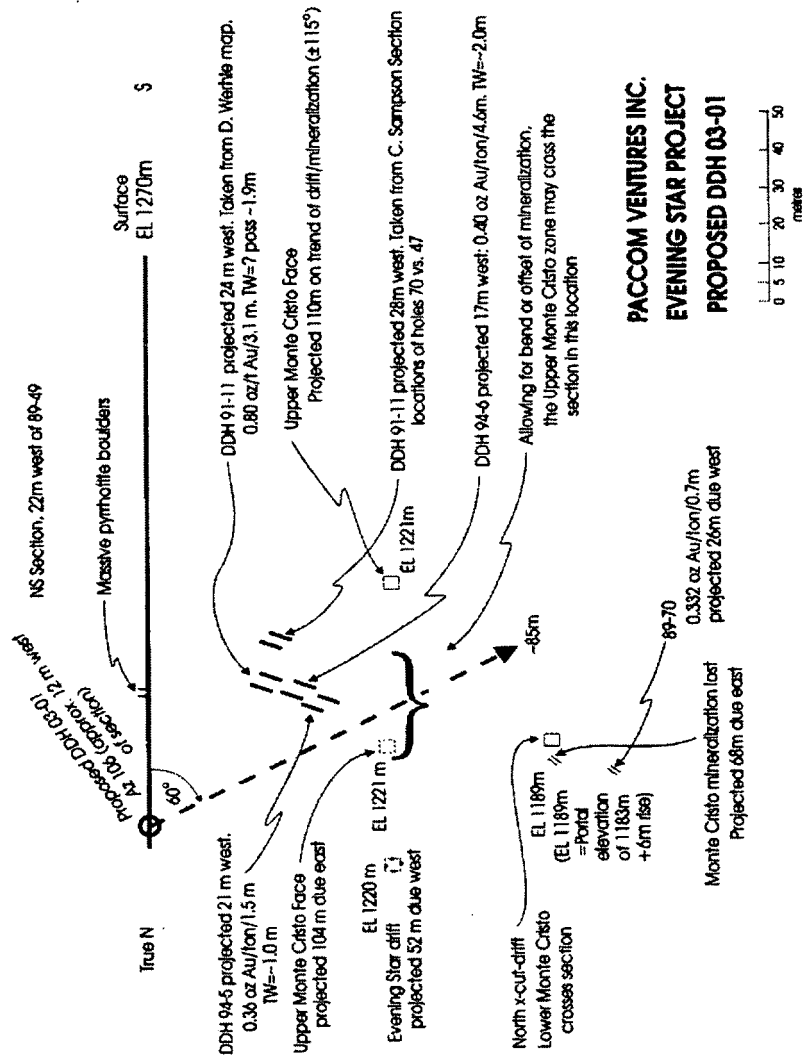 NS Section, 22m west of 89-49
Surface
EL 1270m
S
True N
Proposed DDH 03-01
Az 106 (approx. 12 m west
of section)
60°
Massive pyrrhotite boulders
DDH 91-11 projected 24 m west. Taken from D. Werhle map.
0.80 oz/t Au/3.1 m. TW=? poss ~1.9m
Upper Monte Cristo Face
Projected 110m on trend of drift/mineralization (±115°)
DDH 91-11 projected 28m west. Taken from C. Sampson Section
locations of holes 70 vs. 47
DDH 94-6 projected 17m west: 0.40 oz Au/ton/4.6m. TW=~2.0m
Allowing for bend or offset of mineralization,
the Upper Monte Cristo zone may cross the
section in this location
DDH 94-5 projected 21 m west.
0.36 oz Au/ton/1.5 m
TW=~1.0 m
Upper Monte Cristo Face
projected 104 m due east
EL 1221 m
EL 1221m
EL 1220m
Evening Star drift
projected 52 m due west
~85m
North x-cut-drift
Lower Monte Cristo
crosses section
EL 1189m
(EL 1189m
=Portal
elevation
of 1183m
+6m rise)
89-70
0.332 oz Au/ton/0.7m
projected 26m due west
Monte Cristo mineralization last
Projected 68m due east
PACCOM VENTURES INC.
EVENING STAR PROJECT
PROPOSED DDH 03-01
0 5 10 20 30 40 50
meters